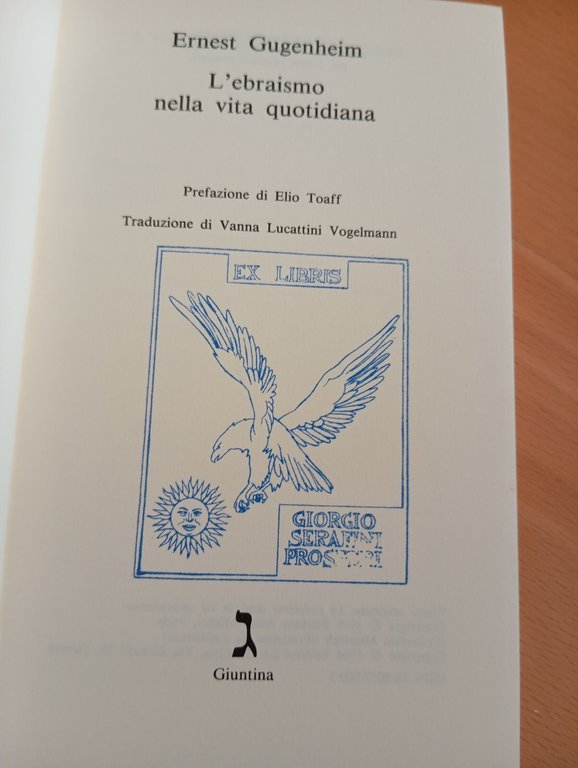 Ernest Gugenheim
L'ebraismo
nella vita quotidiana
Prefazione di Elio Toaff
Traduzione di Vanna Lucattini Vogelmann
EX LIBRIS
GIORGIO
SERAFINI
ג
Giuntina